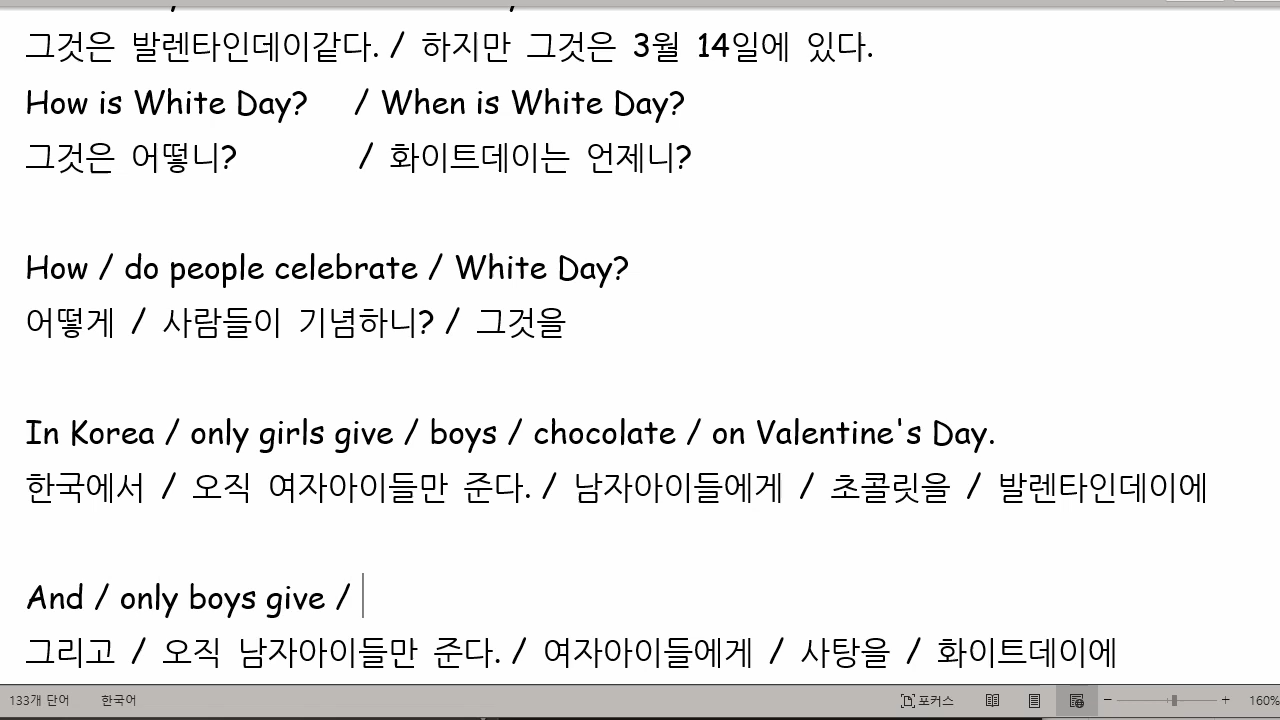 그것은 발렌타인데이같다. / 하지만 그것은 3월 14일에 있다.
How is White Day? / When is White Day?
그것은 어떻니? / 화이트데이는 언제니?
How / do people celebrate / White Day?
어떻게 / 사람들이 기념하니? / 그것을
In Korea / only girls give / boys / chocolate / on Valentine's Day.
한국에서 / 오직 여자아이들만 준다. / 남자아이들에게 / 초콜릿을 / 발렌타인데이에
And / only boys give /
그리고 / 오직 남자아이들만 준다. / 여자아이들에게 / 사탕을 / 화이트데이에
133개 단어 한국어 포커스 160%